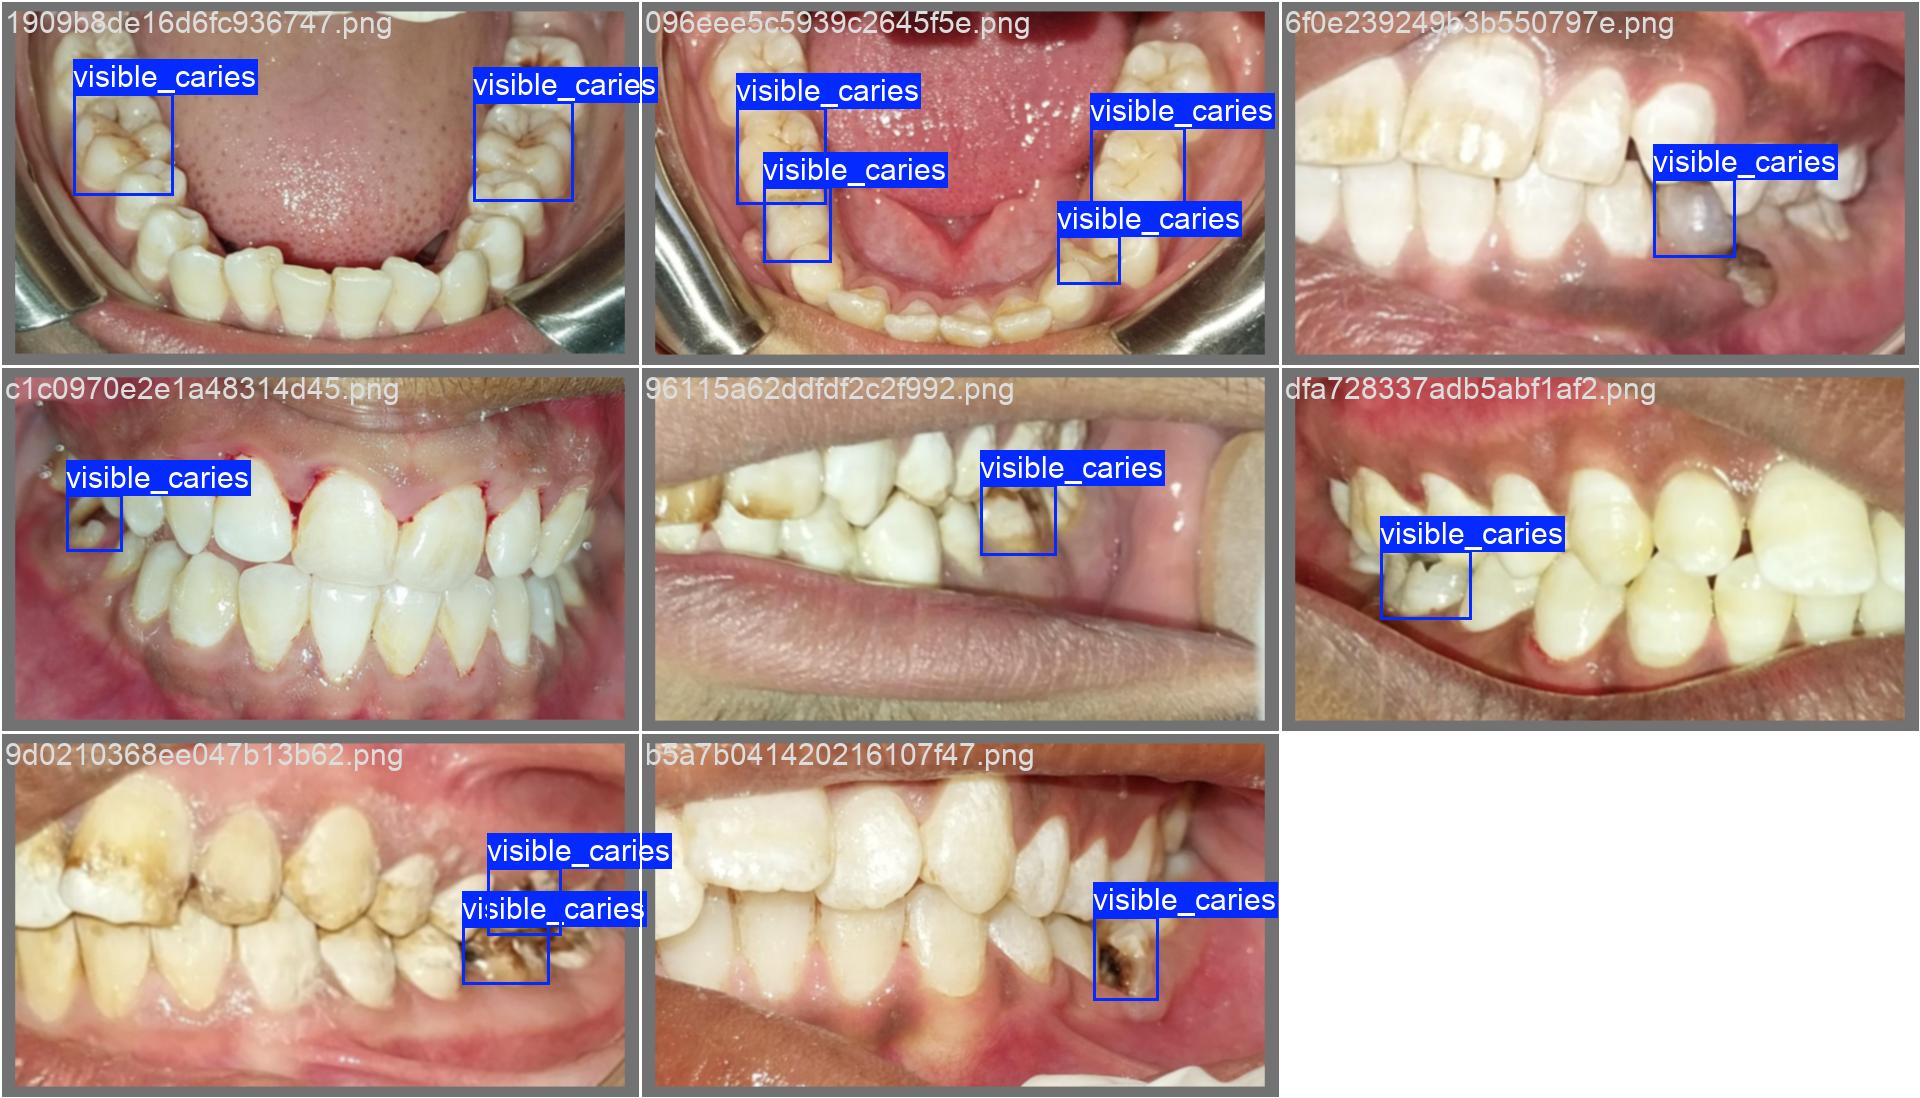 1909b8de16d6fc936747.png
visible_caries
visible_caries
096eee5c5939c2645f5e.png
visible_caries
visible_caries
visible_caries
visible_caries
6f0e239249b3b550797e.png
visible_caries
c1c0970e2e1a48314d45.png
visible_caries
96115a62ddfdf2c2f992.png
visible_caries
dfa728337adb5abf1af2.png
visible_caries
9d0210368ee047b13b62.png
visible_caries
visible_caries
b5a7b041420216107f47.png
visible_caries